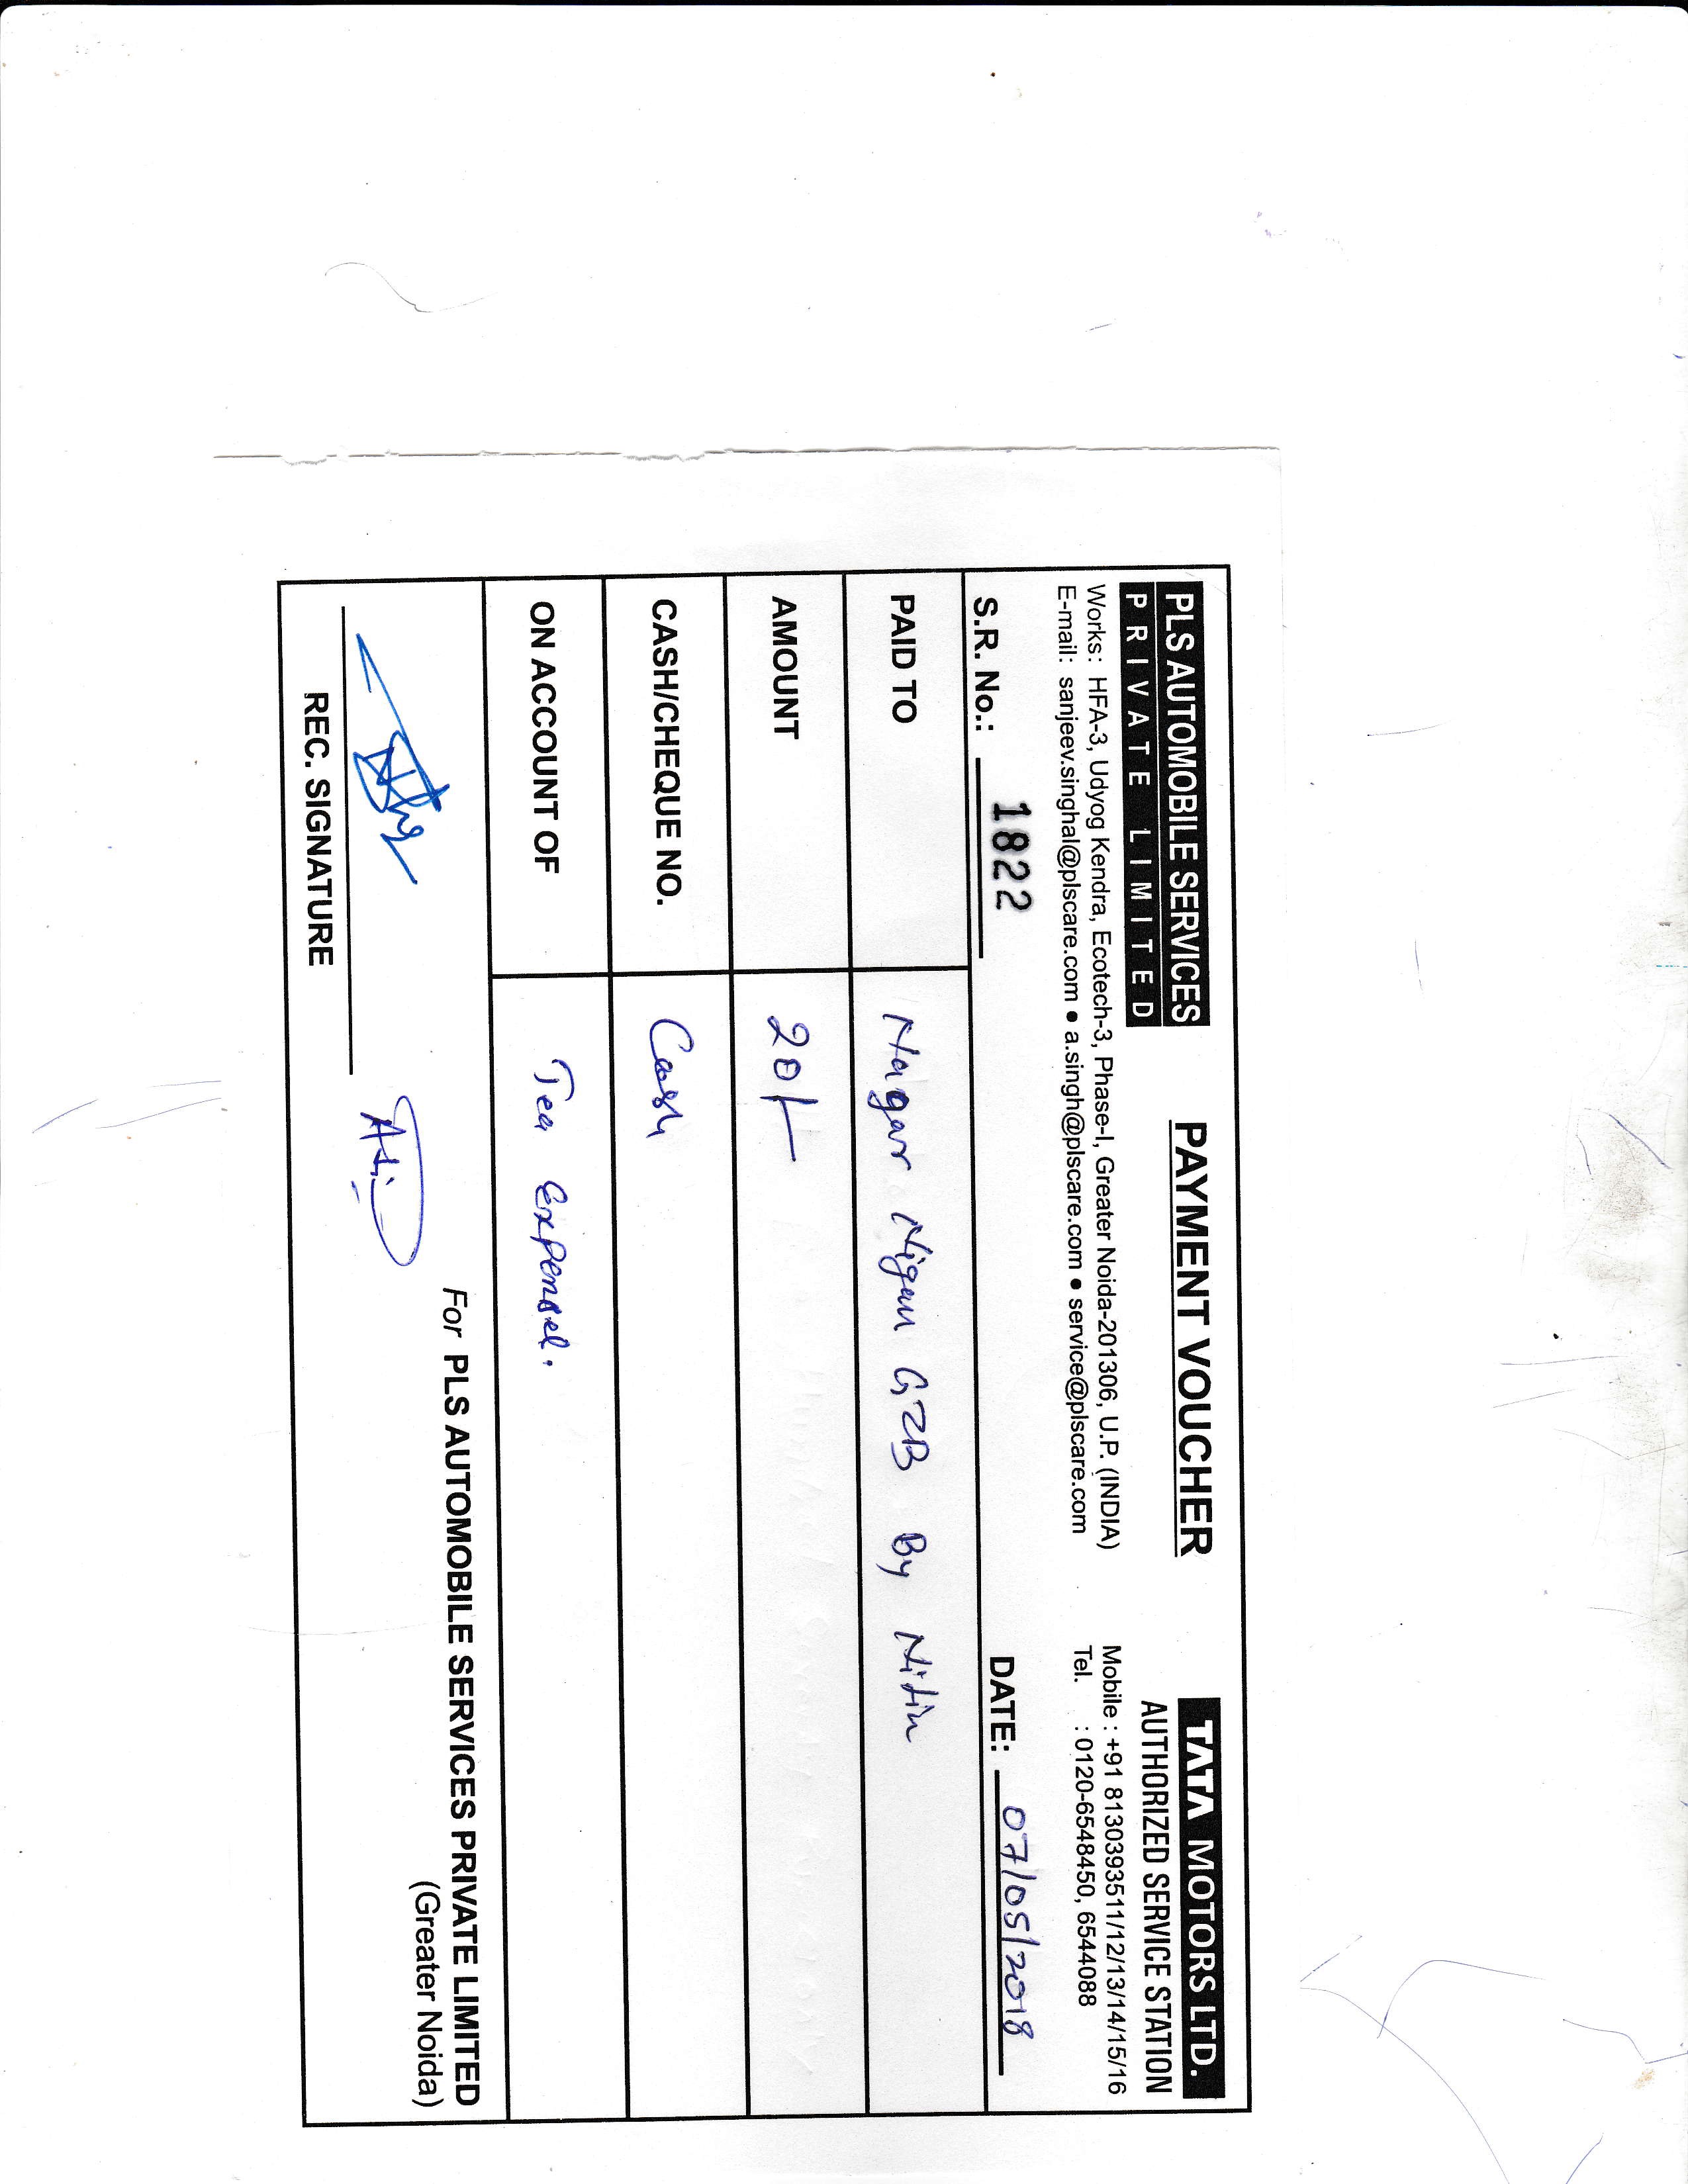 PLS AUTOMOBILE SERVICES
PRIVATE LIMITED
PAYMENT VOUCHER
TATA MOTORS LTD.
AUTHORIZED SERVICE STATION
Works: HFA-3, Udyog Kendra, Ecotech-3, Phase-I, Greater Noida-201306, U.P. (INDIA)
Mobile : +91 8130393511/12/13/14/15/16
E-mail: sanjeev.singhal@plscare.com ● a.singh@plscare.com ● service@plscare.com
Tel. : 0120-6548450, 6544088
S.R. No.: 1822
DATE: 07/05/2018
PAID TO Nagar Nigam GZB By Nitin
AMOUNT 20/-
CASH/CHEQUE NO. Cash
ON ACCOUNT OF Tea Expenses.
For PLS AUTOMOBILE SERVICES PRIVATE LIMITED
(Greater Noida)
REC. SIGNATURE